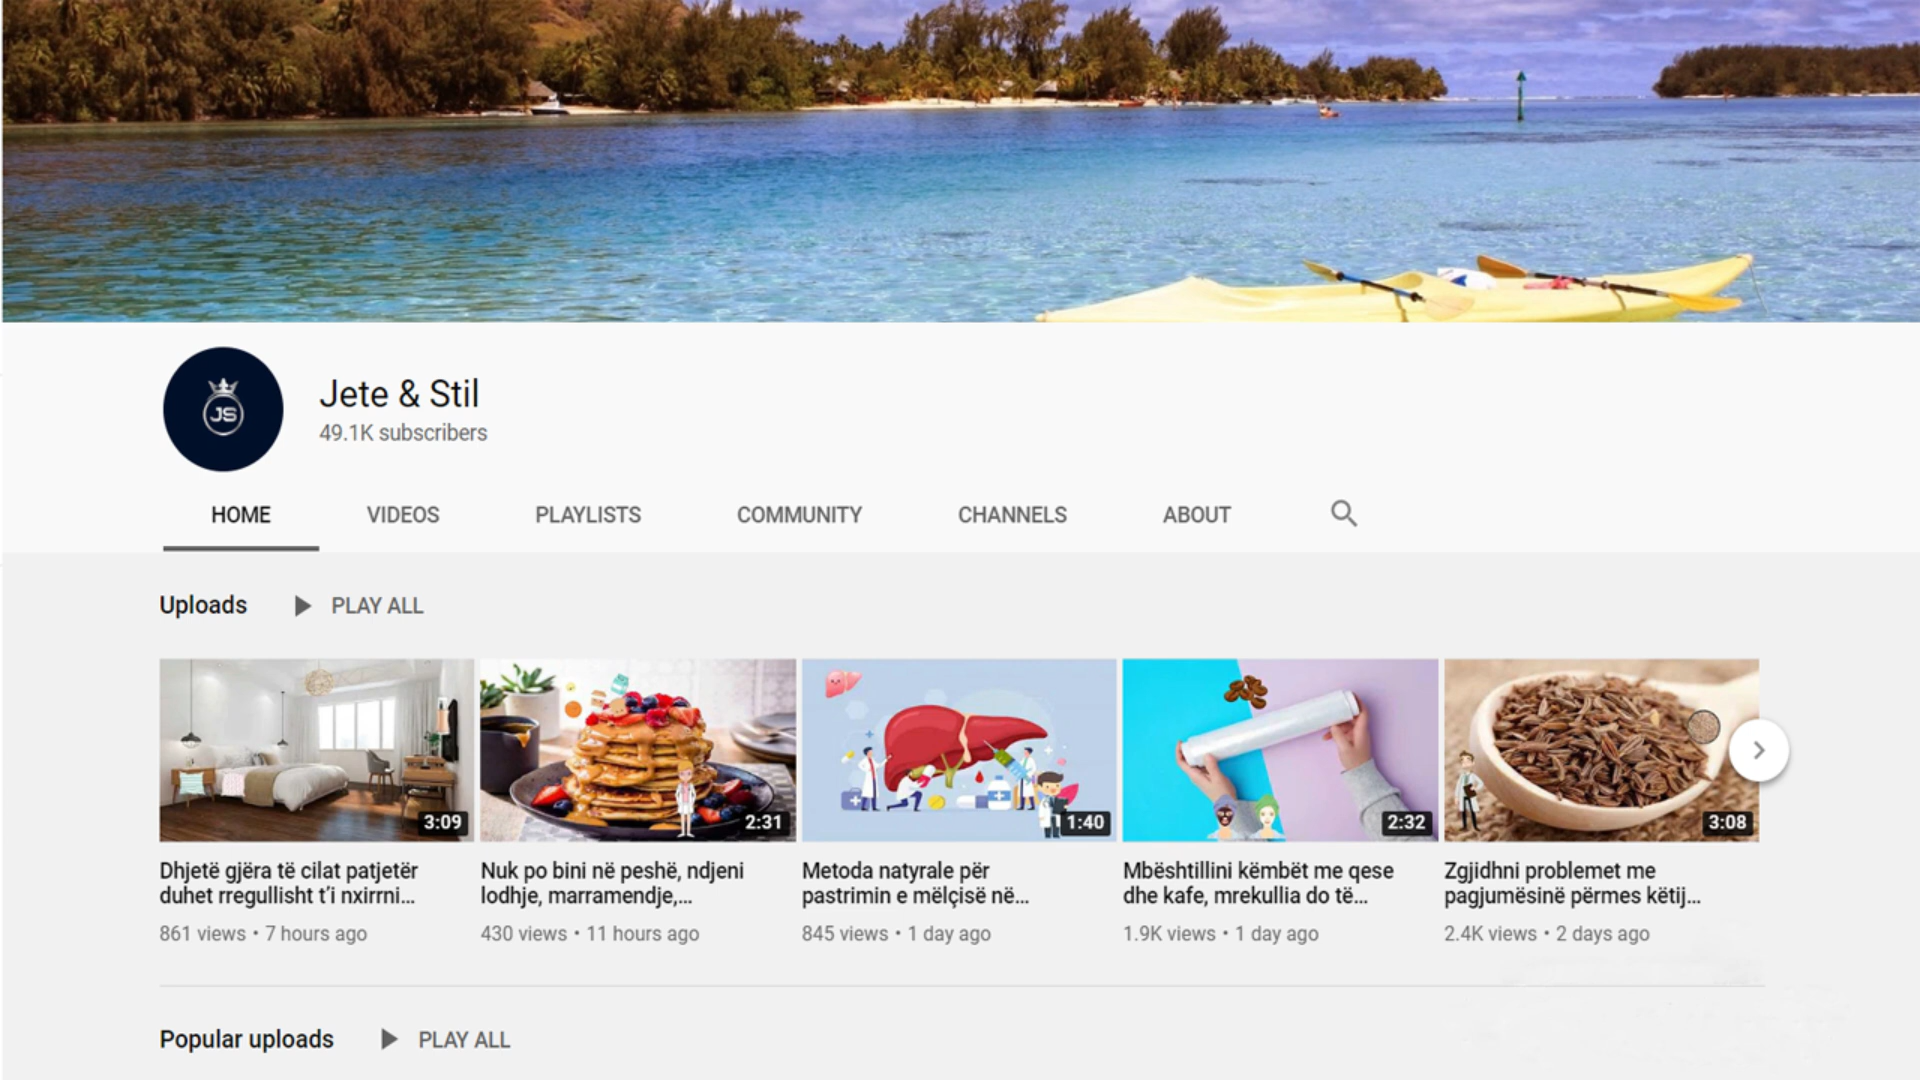 JS
Jete & Stil
49.1K subscribers
HOME VIDEOS PLAYLISTS COMMUNITY CHANNELS ABOUT
Uploads PLAY ALL
3:09 2:31 1:40 2:32 3:08
Dhjetë gjëra të cilat patjetër
duhet rregullisht t’i nxirrni...
861 views • 7 hours ago
Nuk po bini në peshë, ndjeni
lodhje, marramendje,...
430 views • 11 hours ago
Metoda natyrale për
pastrimin e mëlçisë në...
845 views • 1 day ago
Mbështillini këmbët me qese
dhe kafe, mrekullia do të...
1.9K views • 1 day ago
Zgjidhni problemet me
pagjumësinë përmes këtij...
2.4K views • 2 days ago
Popular uploads PLAY ALL